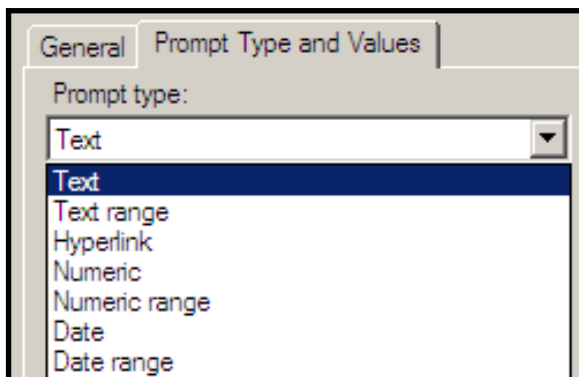 General Prompt Type and Values
Prompt type:
Text
Text
Text range
Hyperlink
Numeric
Numeric range
Date
Date range